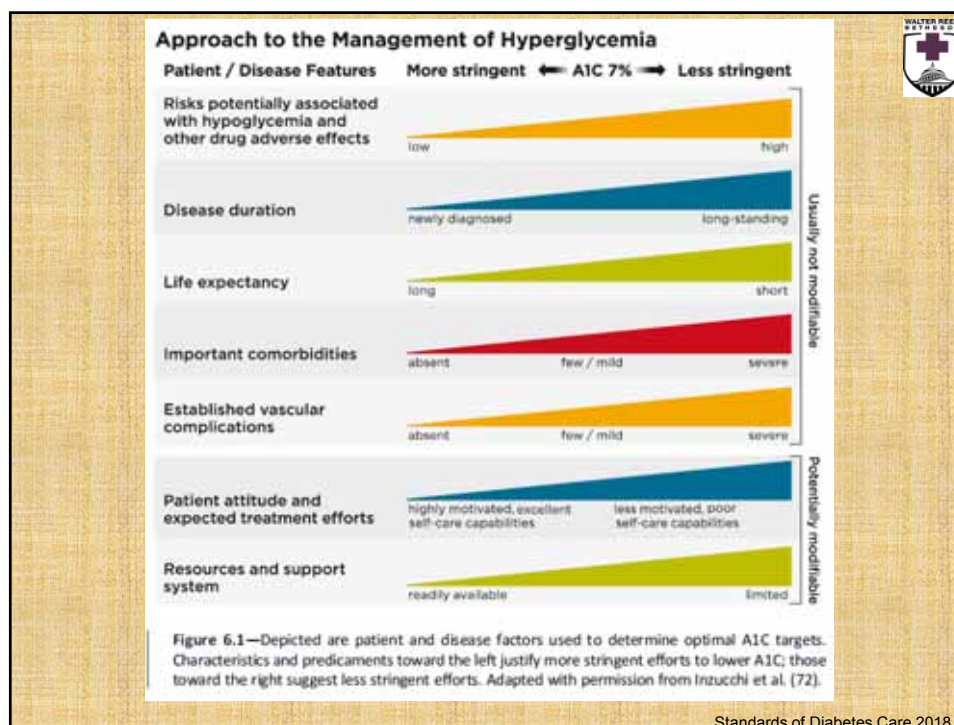 WALTER REED
BETHESDA
Approach to the Management of Hyperglycemia
Patient / Disease Features More stringent A1C 7% Less stringent
Risks potentially associated
with hypoglycemia and
other drug adverse effects
low high
Disease duration
newly diagnosed long-standing
Life expectancy
long short
Important comorbidities
absent few / mild severe
Established vascular
complications
absent few / mild severe
Usually not modifiable
Patient attitude and
expected treatment efforts
highly motivated, excellent less motivated, poor
self-care capabilities self-care capabilities
Resources and support
system
readily available limited
Potentially modifiable
Figure 6.1—Depicted are patient and disease factors used to determine optimal A1C targets.
Characteristics and predicaments toward the left justify more stringent efforts to lower A1C; those
toward the right suggest less stringent efforts. Adapted with permission from Inzucchi et al. (72).
Standards of Diabetes Care 2018